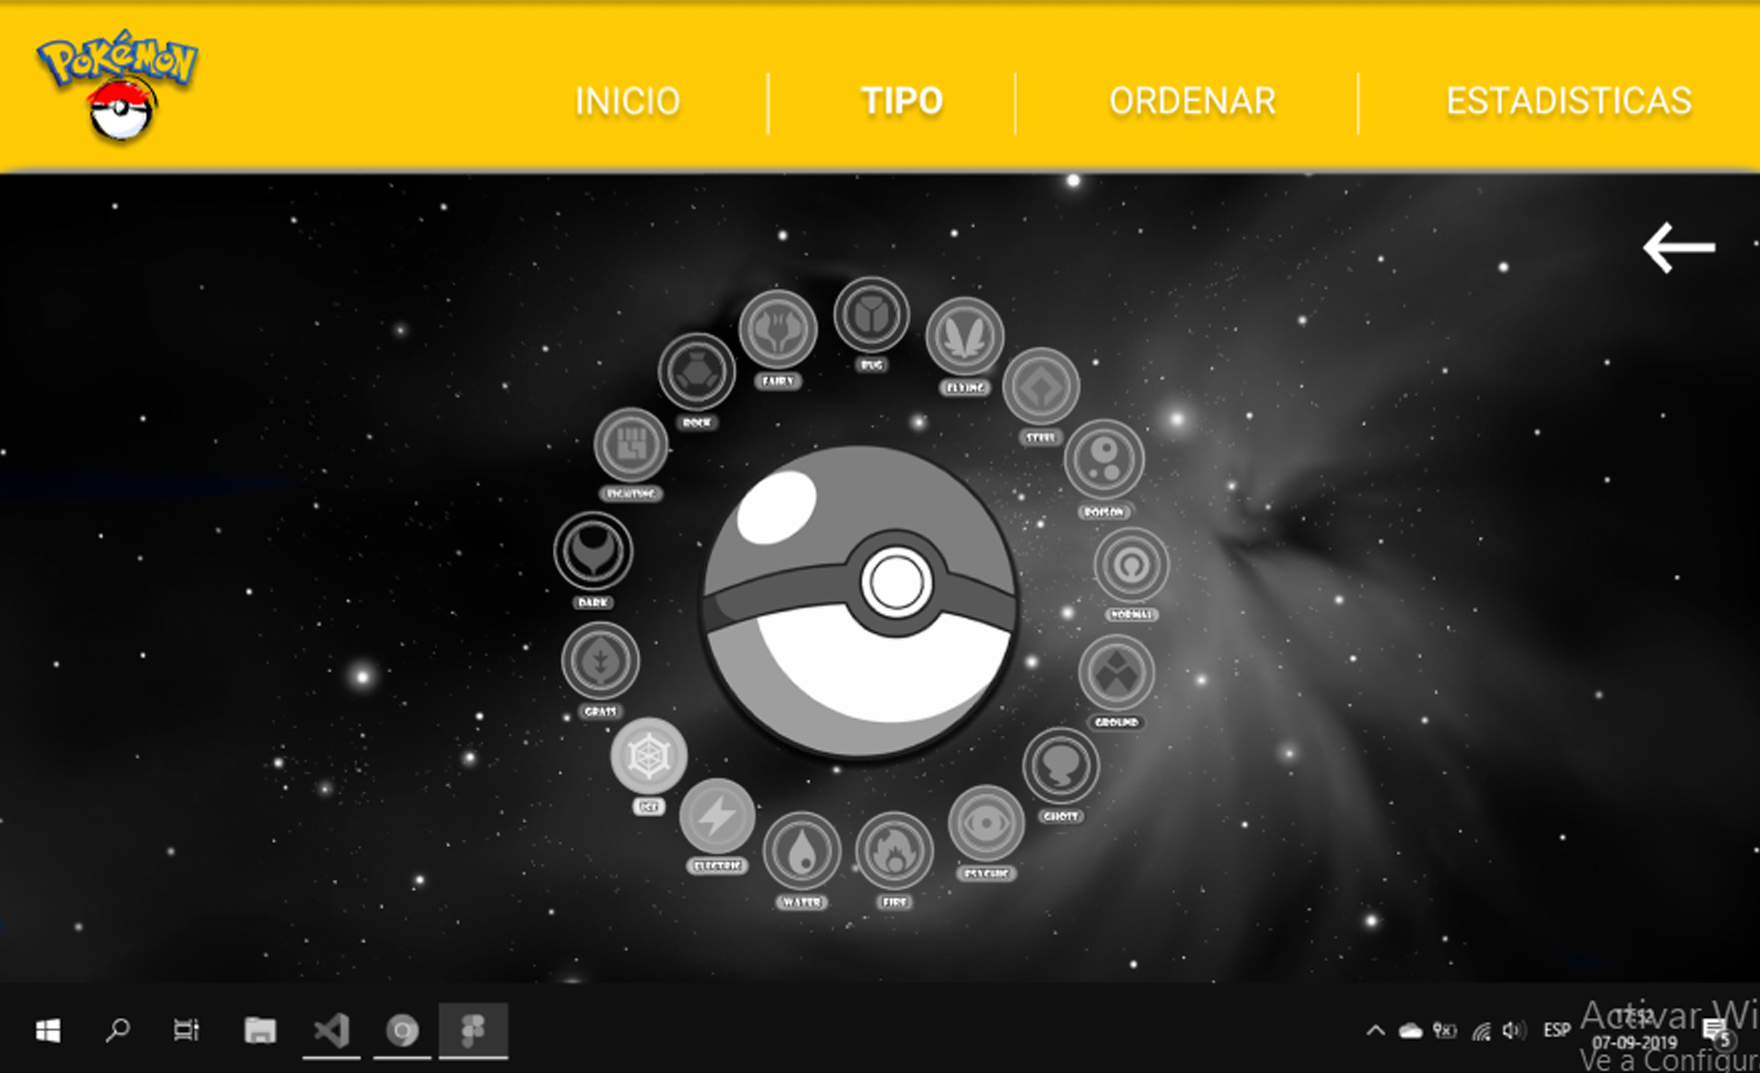 POKéMON
INICIO
TIPO
ORDENAR
ESTADISTICAS
BUG
FAIRY
FLYING
ROCK
STEEL
FIGHTING
POISON
DARK
NORMAL
GRASS
GROUND
ICE
GHOST
ELECTRIC
PSYCHIC
WATER
FIRE
Activar Wi
ESP
17:52
07-09-2019
5
Ve a Configur